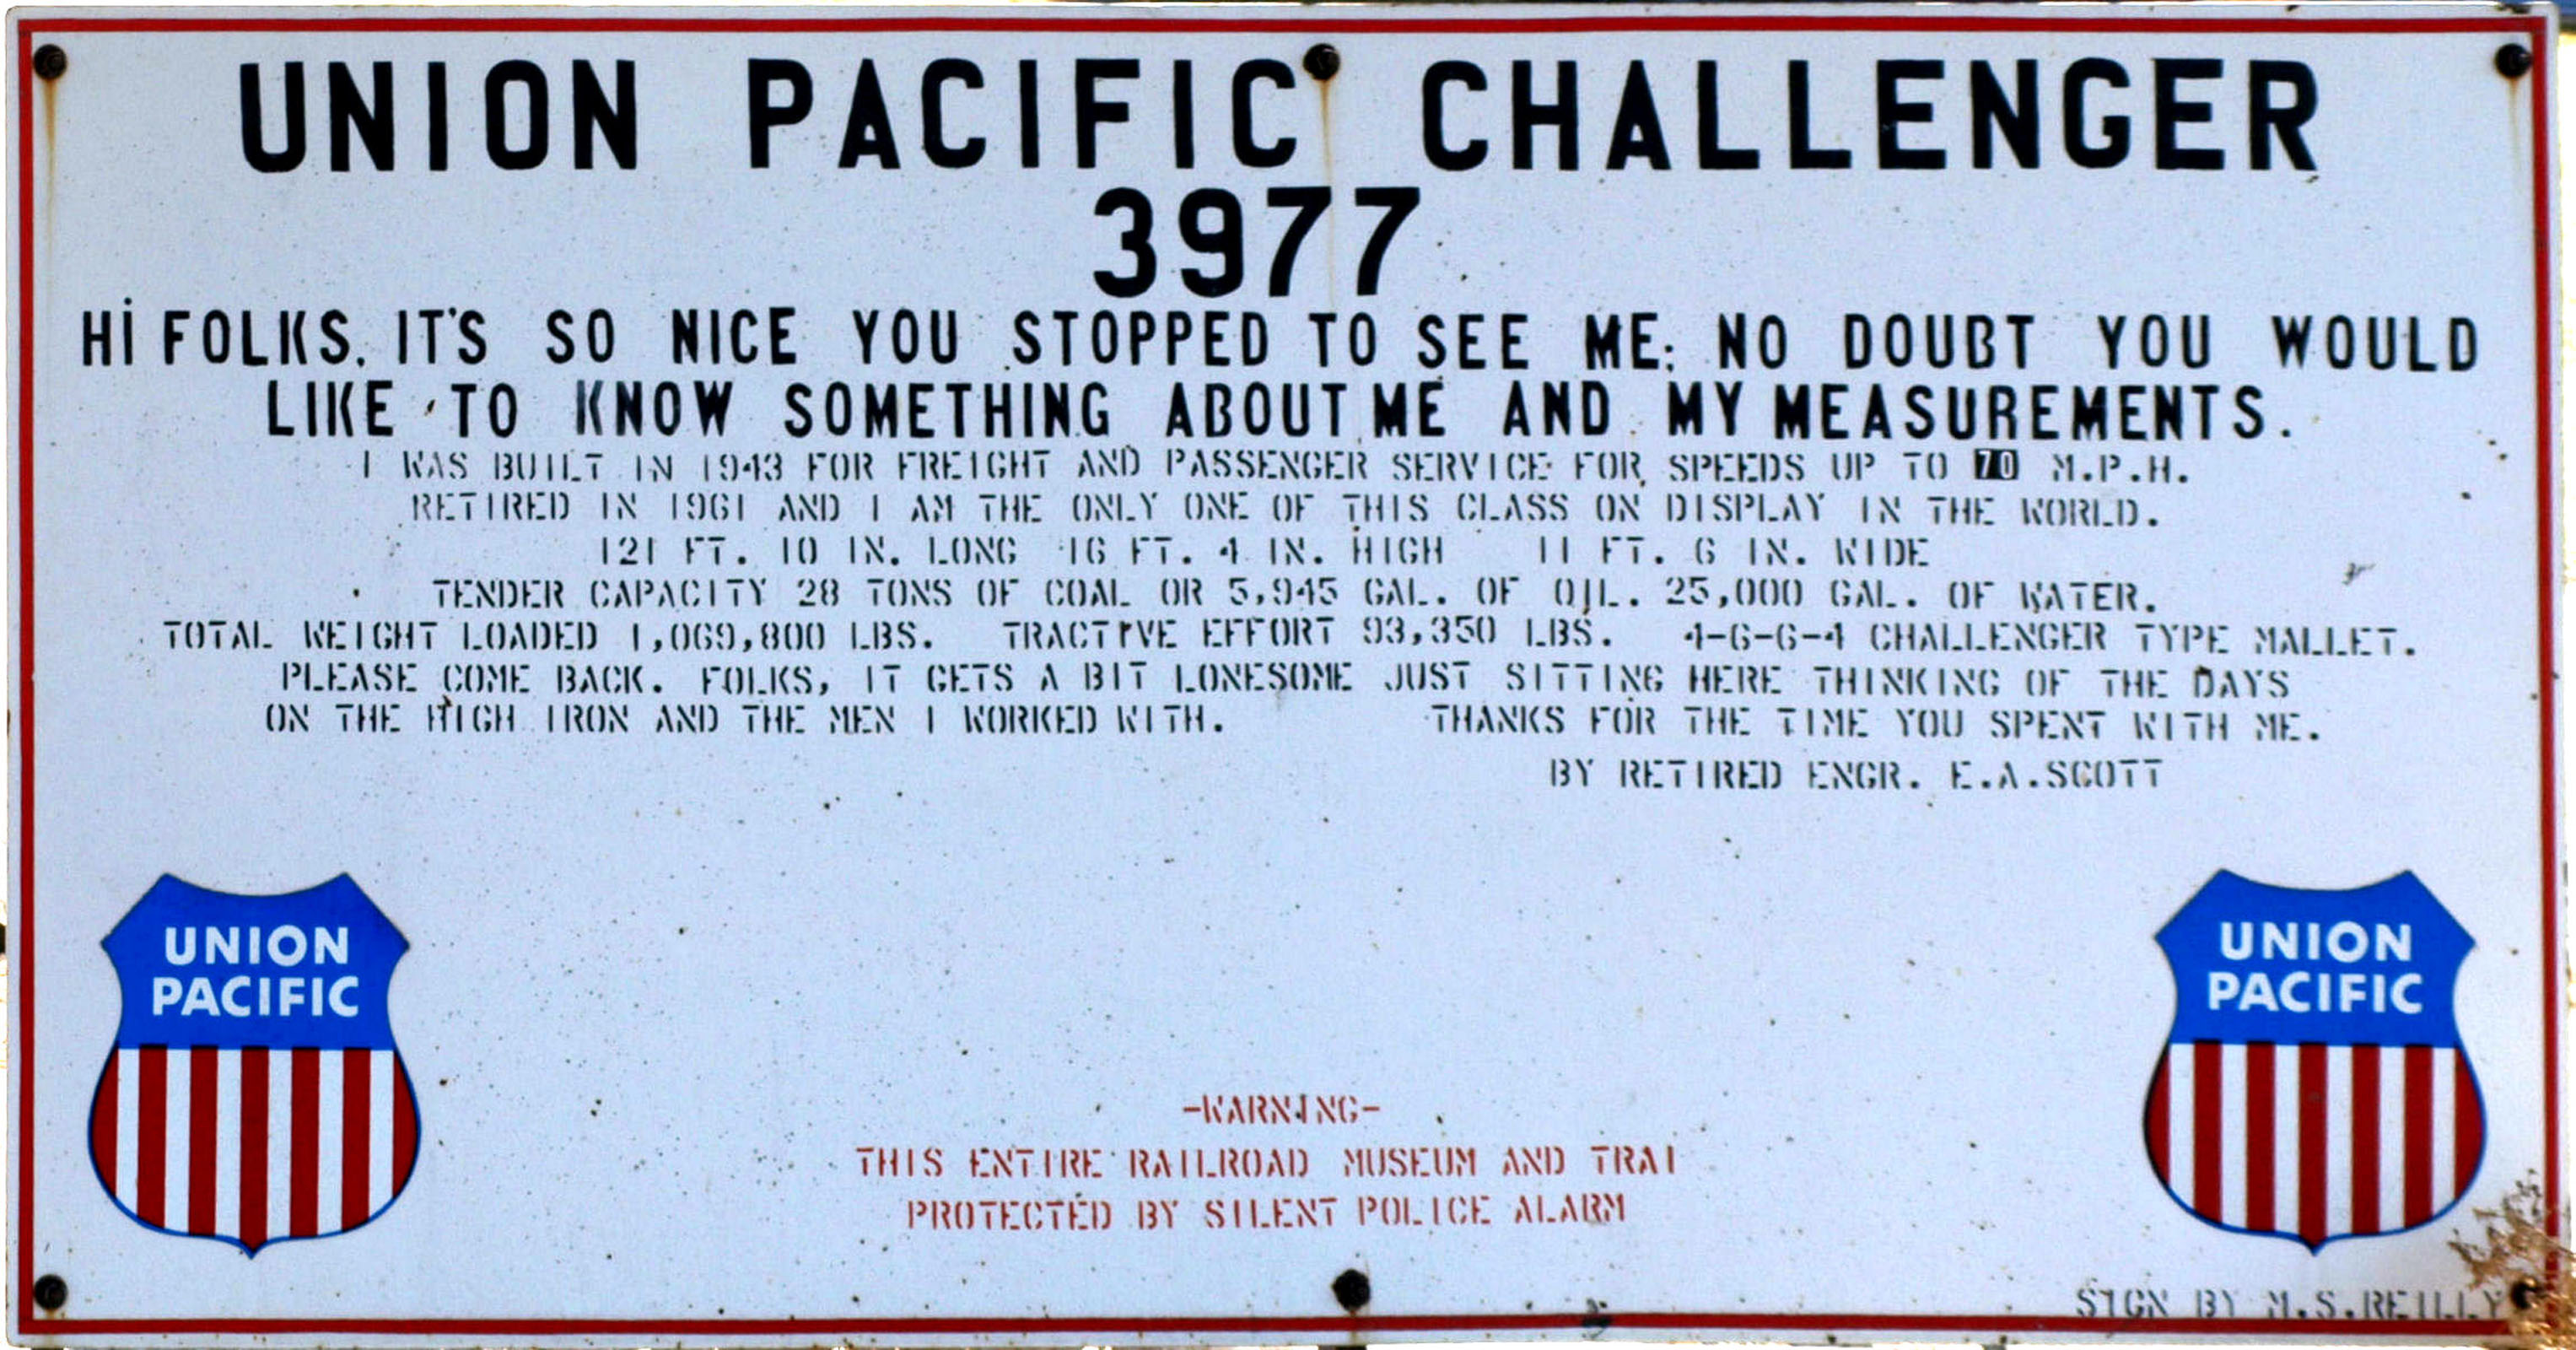 UNION PACIFIC CHALLENGER
3977
Hi FOLKS. IT'S SO NICE YOU STOPPED TO SEE ME; NO DOUBT YOU WOULD
LIKE TO KNOW SOMETHING ABOUT ME AND MY MEASUREMENTS.
I WAS BUILT IN 1943 FOR FREIGHT AND PASSENGER SERVICE FOR SPEEDS UP TO 70 M.P.H.
RETIRED IN 1961 AND I AM THE ONLY ONE OF THIS CLASS ON DISPLAY IN THE WORLD.
121 FT. 10 IN. LONG 16 FT. 4 IN. HIGH 11 FT. 6 IN. WIDE
TENDER CAPACITY 28 TONS OF COAL OR 5,945 GAL. OF OIL. 25,000 GAL. OF WATER.
TOTAL WEIGHT LOADED 1,069,800 LBS. TRACTIVE EFFORT 93,350 LBS. 4-6-6-4 CHALLENGER TYPE MALLET.
PLEASE COME BACK. FOLKS, IT GETS A BIT LONESOME JUST SITTING HERE THINKING OF THE DAYS
ON THE HIGH IRON AND THE MEN I WORKED WITH. THANKS FOR THE TIME YOU SPENT WITH ME.
BY RETIRED ENGR. E.A.SCOTT
UNION
PACIFIC
UNION
PACIFIC
-WARNING-
THIS ENTIRE RAILROAD MUSEUM AND TRAI
PROTECTED BY SILENT POLICE ALARM
SIGN BY M.S.REILLY